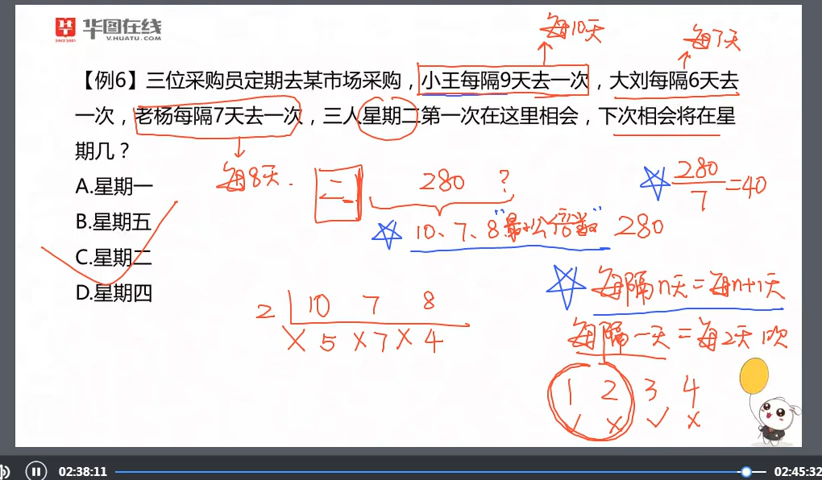 华图在线
V.HUATU.COM
每10天
每7天
【例6】三位采购员定期去某市场采购，小王每隔9天去一次，大刘每隔6天去
一次，老杨每隔7天去一次，三人星期二第一次在这里相会，下次相会将在星
期几？
每8天.
A.星期一
B.星期五
C.星期二
D.星期四
二 280 ?
280/7=40
10、7、8"最小公倍数" 280
每隔n天=每n+1天
每隔一天=每2天1次
2 10 7 8
× 5 × 7 × 4
1 2 3 4
✓ × ✓ ×
02:38:11
02:45:32